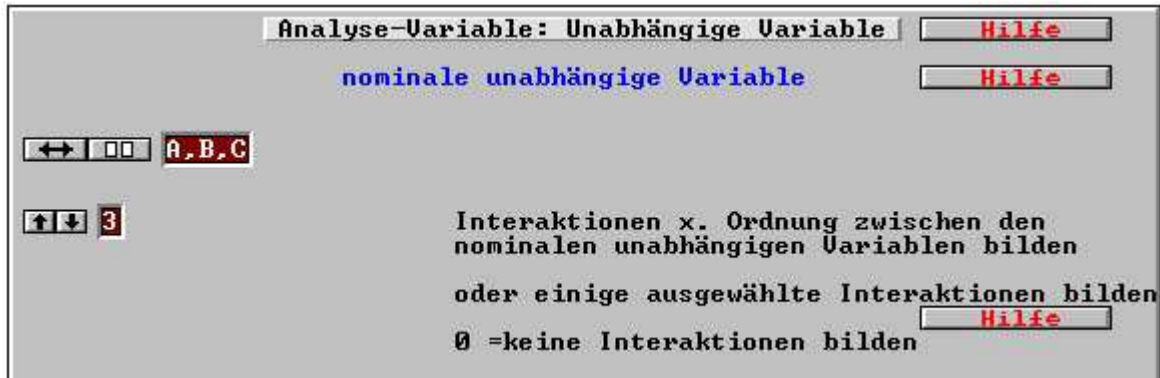 Analyse-Variable: Unabhängige Variable Hilfe
nominale unabhängige Variable Hilfe
A,B,C
3 Interaktionen x. Ordnung zwischen den
nominalen unabhängigen Variablen bilden
oder einige ausgewählte Interaktionen bilden
Hilfe
0 =keine Interaktionen bilden